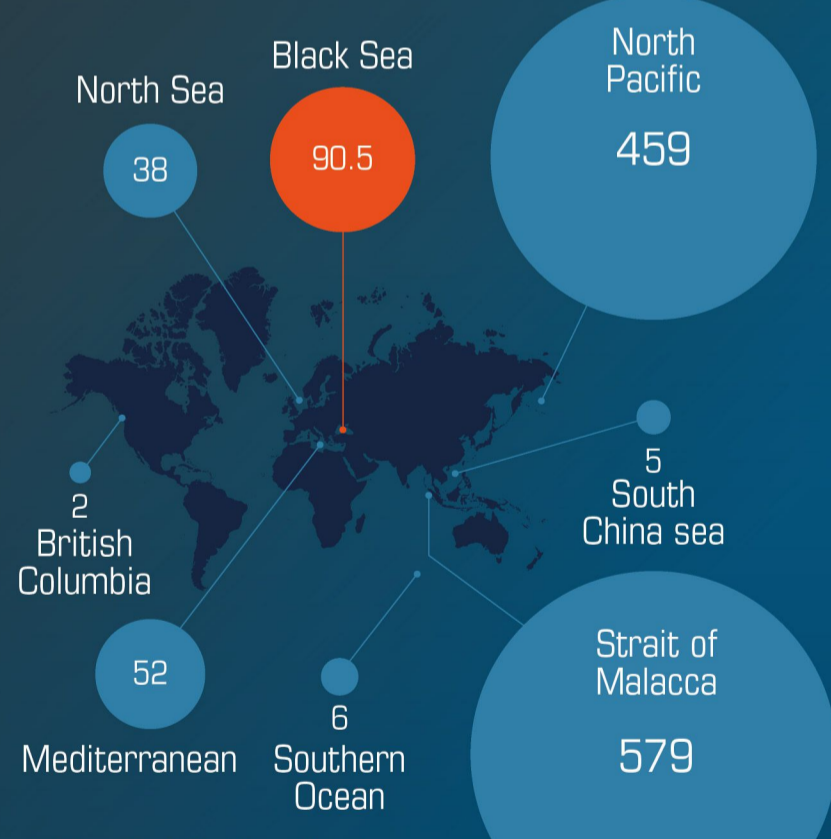 North
Pacific
459
Black Sea
90.5
North Sea
38
5
South
China sea
2
British
Columbia
52
Mediterranean
6
Southern
Ocean
Strait of
Malacca
579